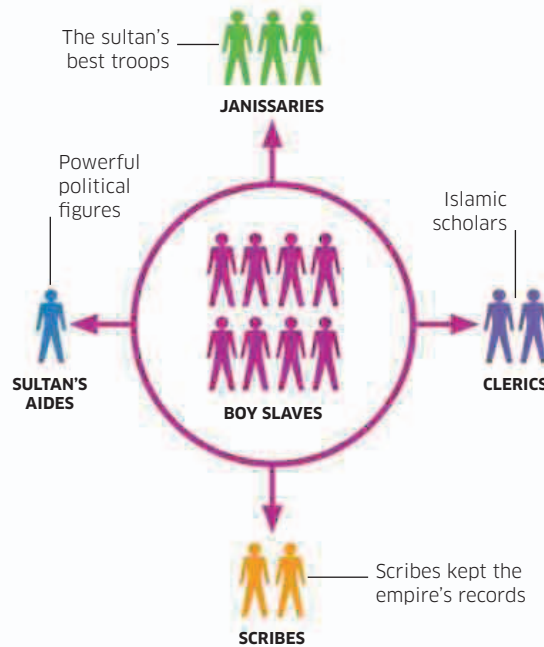 The sultan's
best troops
JANISSARIES
Powerful
political
figures
Islamic
scholars
SULTAN'S
AIDES
BOY SLAVES
CLERICS
Scribes kept the
empire's records
SCRIBES